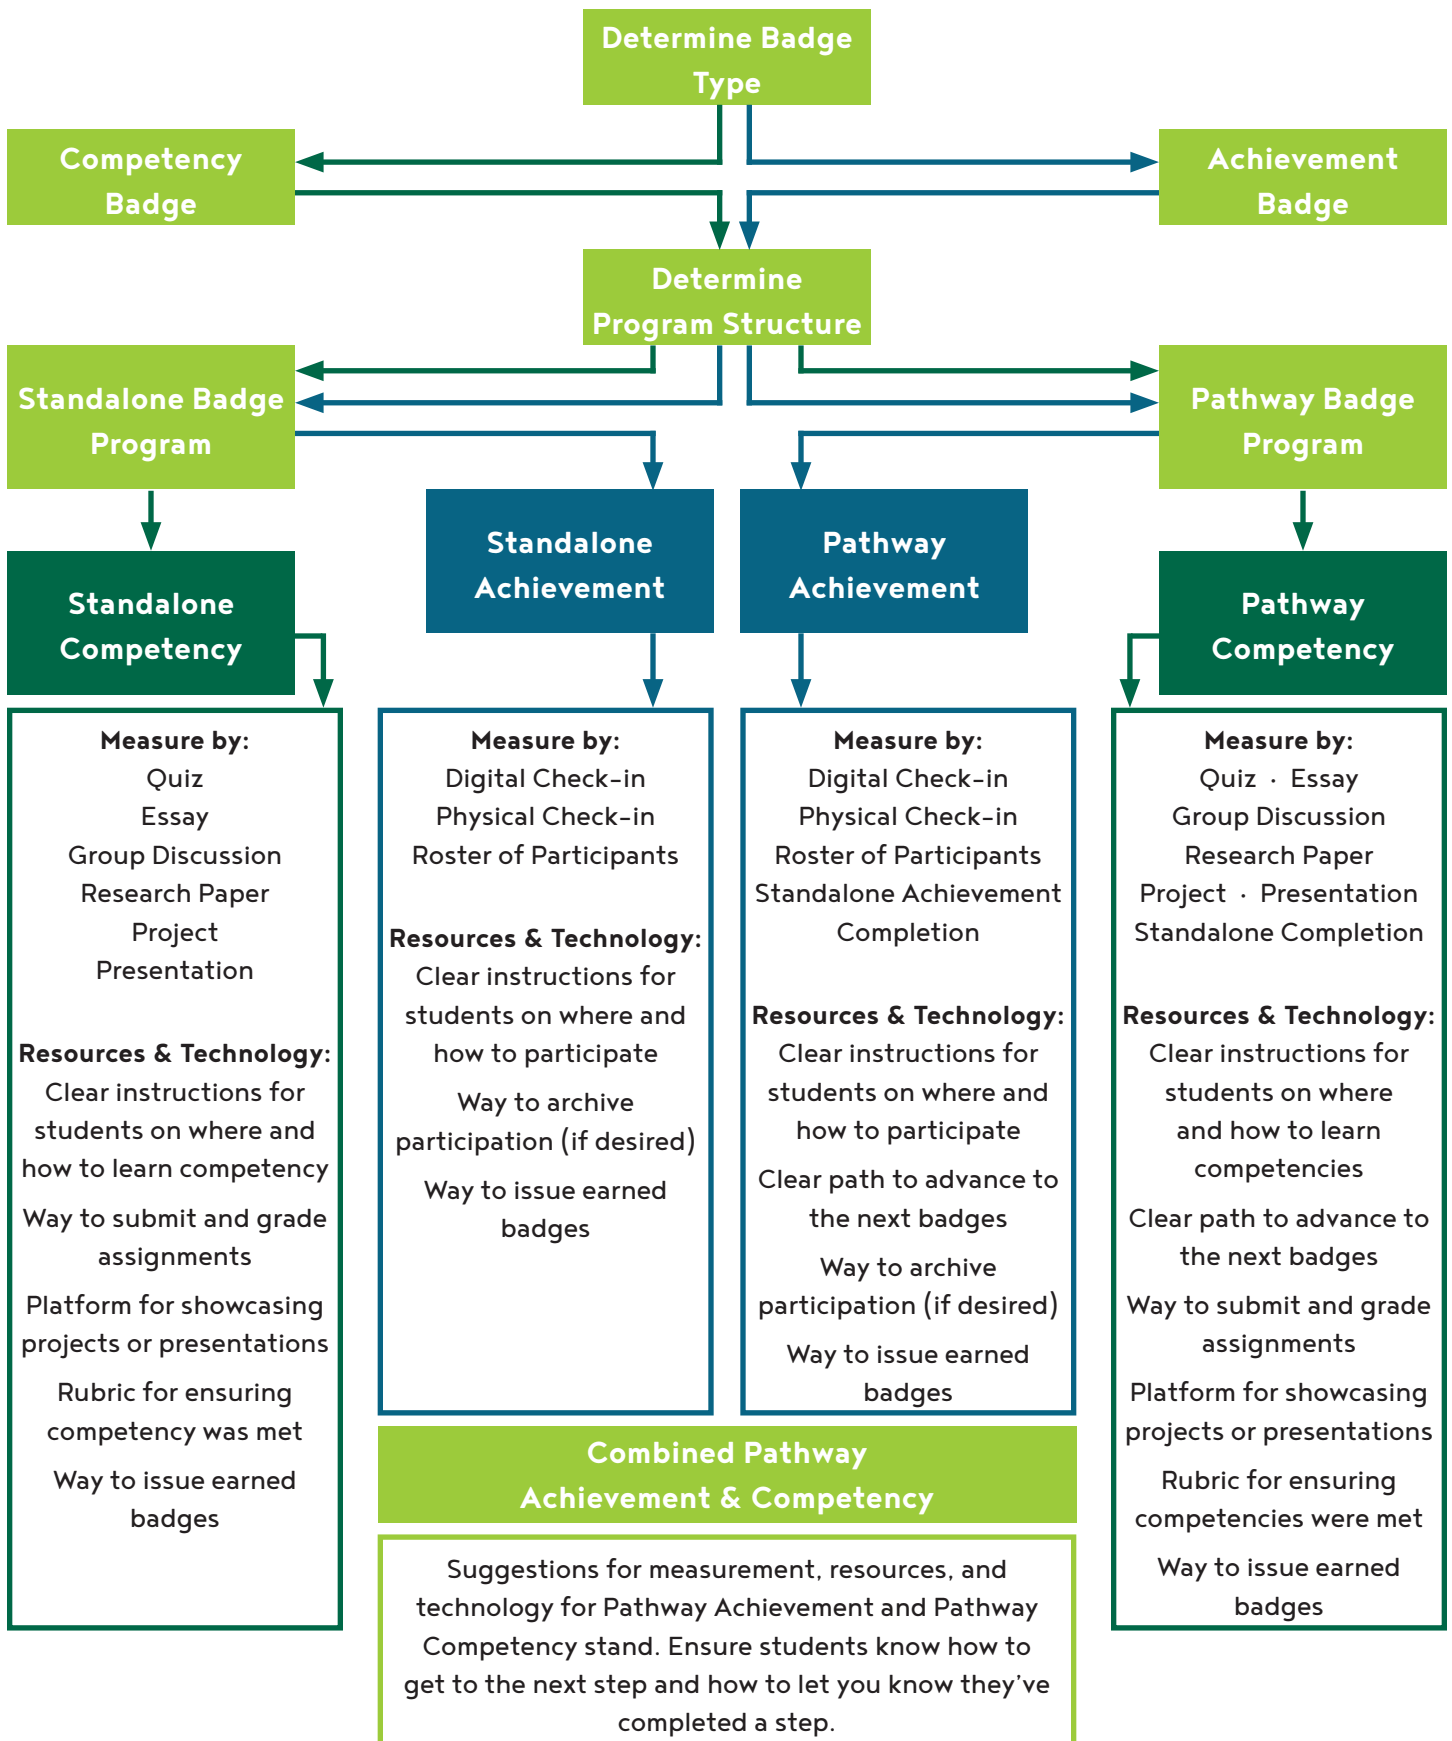 Determine Badge
Type
Competency
Badge
Achievement
Badge
Determine
Program Structure
Standalone Badge
Program
Pathway Badge
Program
Standalone
Achievement
Pathway
Achievement
Standalone
Competency
Pathway
Competency
Measure by:
Quiz
Essay
Group Discussion
Research Paper
Project
Presentation
Resources & Technology:
Clear instructions for
students on where and
how to learn competency
Way to submit and grade
assignments
Platform for showcasing
projects or presentations
Rubric for ensuring
competency was met
Way to issue earned
badges
Measure by:
Digital Check-in
Physical Check-in
Roster of Participants
Resources & Technology:
Clear instructions for
students on where and
how to participate
Way to archive
participation (if desired)
Way to issue earned
badges
Measure by:
Digital Check-in
Physical Check-in
Roster of Participants
Standalone Achievement
Completion
Resources & Technology:
Clear instructions for
students on where and
how to participate
Clear path to advance to
the next badges
Way to archive
participation (if desired)
Way to issue earned
badges
Measure by:
Quiz · Essay
Group Discussion
Research Paper
Project · Presentation
Standalone Completion
Resources & Technology:
Clear instructions for
students on where
and how to learn
competencies
Clear path to advance to
the next badges
Way to submit and grade
assignments
Platform for showcasing
projects or presentations
Rubric for ensuring
competencies were met
Way to issue earned
badges
Combined Pathway
Achievement & Competency
Suggestions for measurement, resources, and
technology for Pathway Achievement and Pathway
Competency stand. Ensure students know how to
get to the next step and how to let you know they've
completed a step.